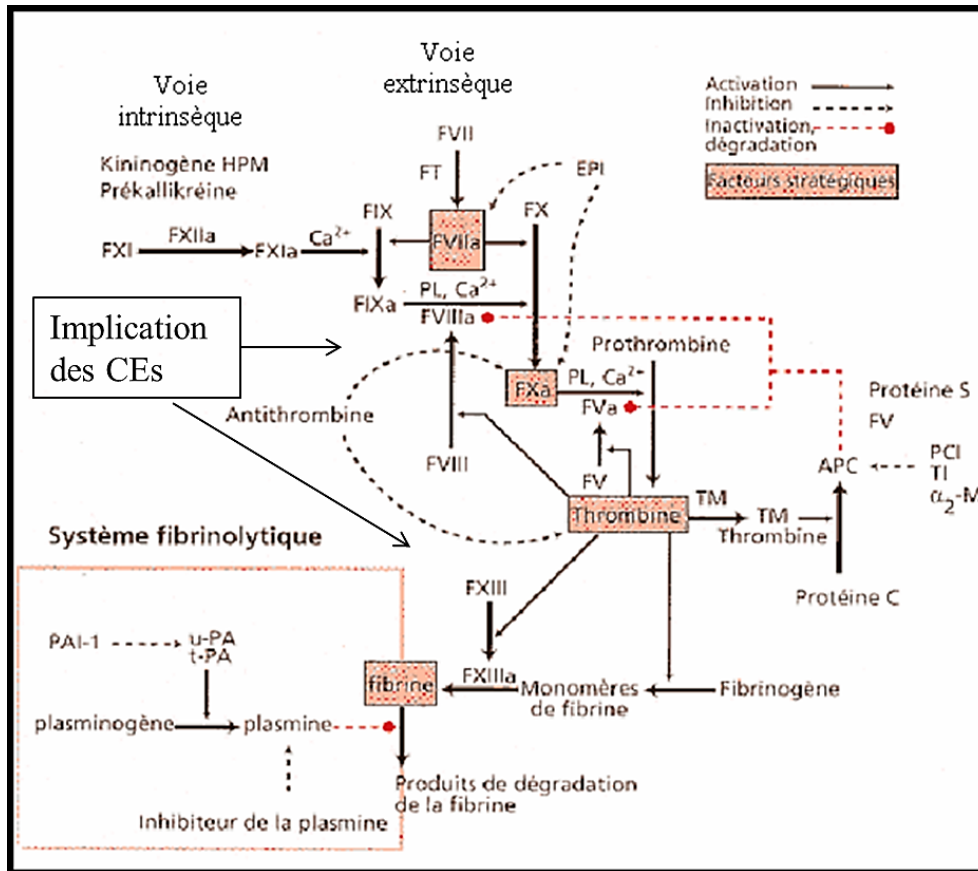 Voie
intrinsèque
Voie
extrinsèque
Activation
Inhibition
Inactivation,
dégradation
Facteurs stratégiques
Kininogène HPM
Prékallikréine
FVII
FT
EPI
FIX
FVIIa
FX
FXI
FXIIa
FXIa
Ca²⁺
FIXa
PL, Ca²⁺
FVIIIa
Implication
des CEs
Prothrombine
FXa
PL, Ca²⁺
FVa
Antithrombine
FVIII
FV
Protéine S
FV
APC
PCI
TI
α₂-M
Thrombine
TM
TM
Thrombine
Protéine C
Système fibrinolytique
FXIII
PAI-1
u-PA
t-PA
fibrine
FXIIIa
Monomères
de fibrine
Fibrinogène
plasminogène
plasmine
Produits de dégradation
de la fibrine
Inhibiteur de la plasmine